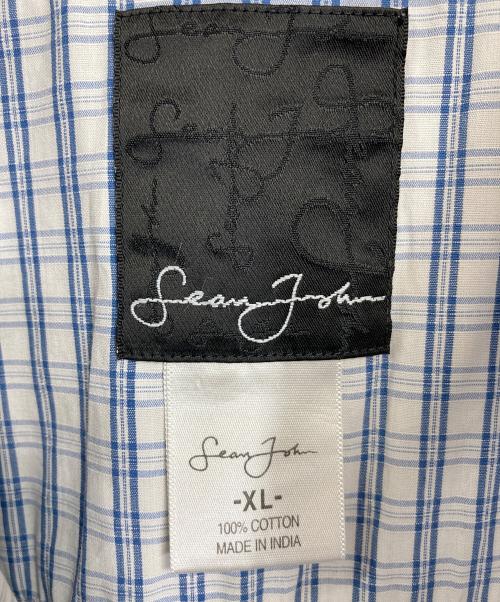 Sean John
Sean John
-XL-
100% COTTON
MADE IN INDIA